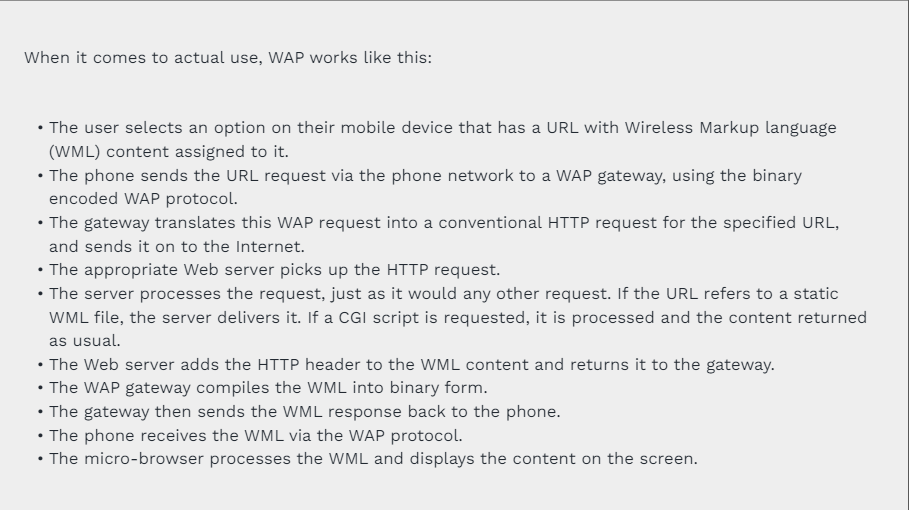 When it comes to actual use, WAP works like this:
• The user selects an option on their mobile device that has a URL with Wireless Markup language
(WML) content assigned to it.
• The phone sends the URL request via the phone network to a WAP gateway, using the binary
encoded WAP protocol.
• The gateway translates this WAP request into a conventional HTTP request for the specified URL,
and sends it on to the Internet.
• The appropriate Web server picks up the HTTP request.
• The server processes the request, just as it would any other request. If the URL refers to a static
WML file, the server delivers it. If a CGI script is requested, it is processed and the content returned
as usual.
• The Web server adds the HTTP header to the WML content and returns it to the gateway.
• The WAP gateway compiles the WML into binary form.
• The gateway then sends the WML response back to the phone.
• The phone receives the WML via the WAP protocol.
• The micro-browser processes the WML and displays the content on the screen.